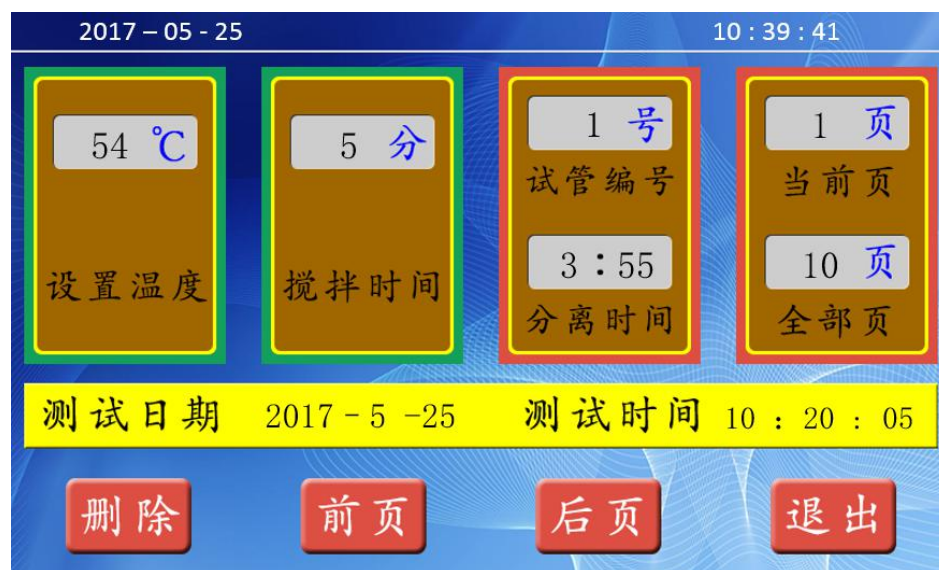 2017 – 05 - 25 10 : 39 : 41
54 ℃
设置温度
5 分
搅拌时间
1 号
试管编号
3：55
分离时间
1 页
当前页
10 页
全部页
测试日期 2017 - 5 -25 测试时间 10 : 20 : 05
删除 前页 后页 退出